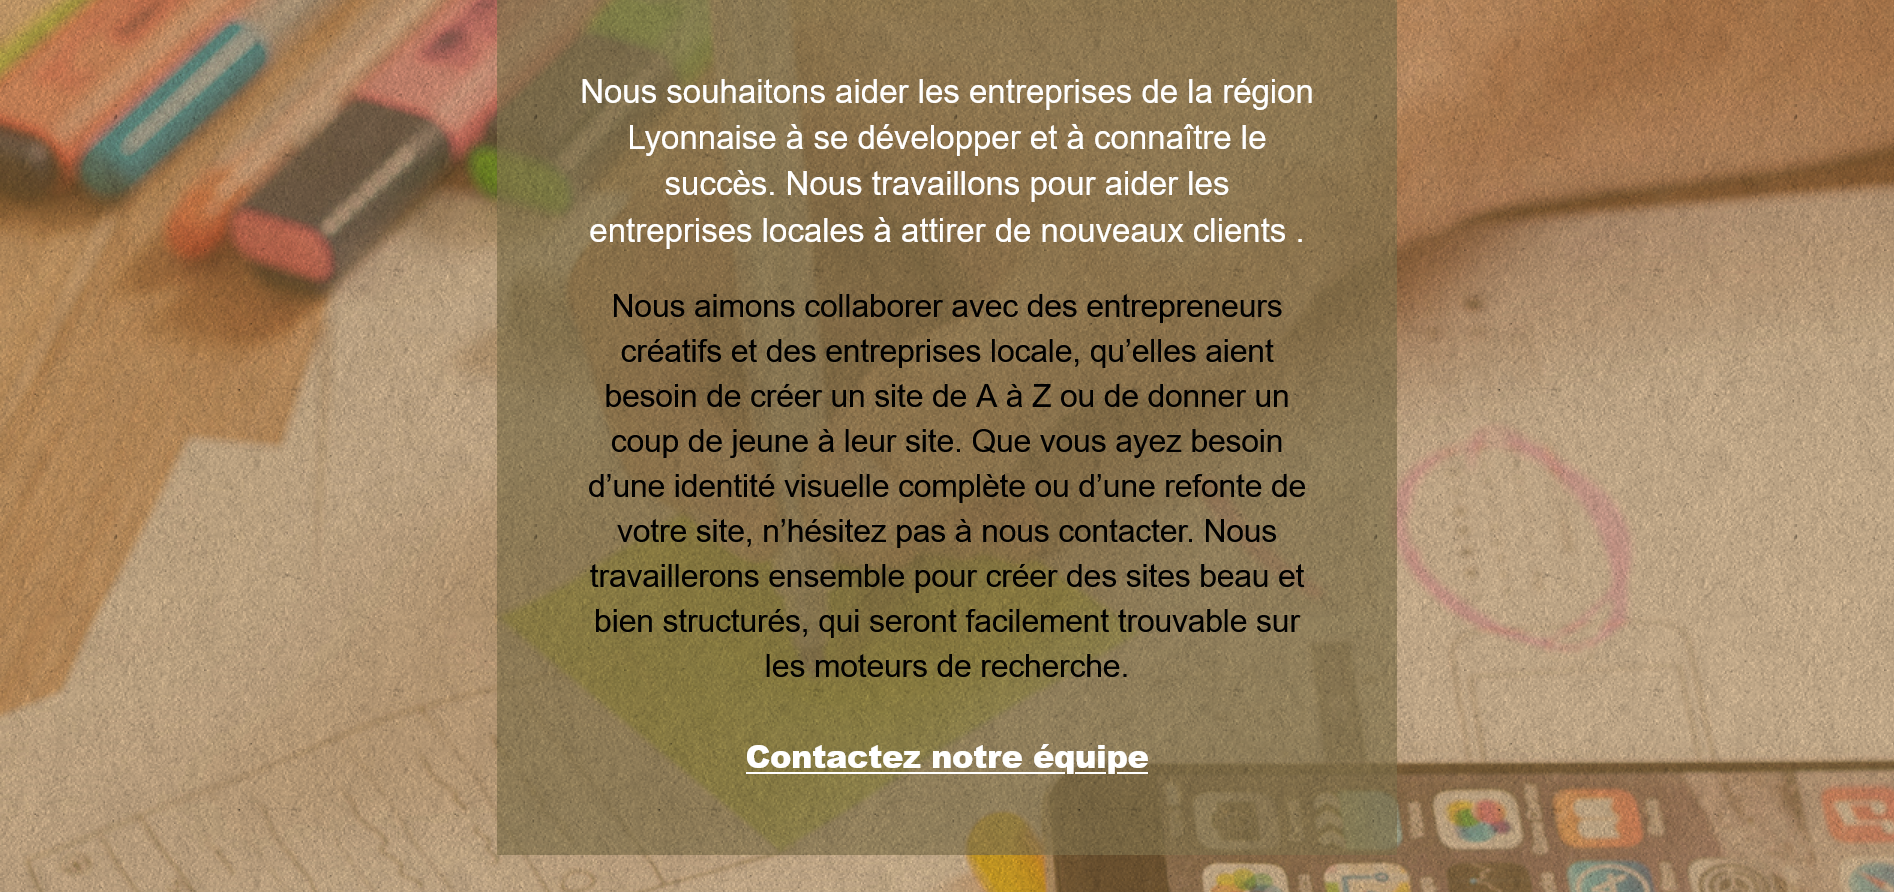 Nous souhaitons aider les entreprises de la région
Lyonnaise à se développer et à connaître le
succès. Nous travaillons pour aider les
entreprises locales à attirer de nouveaux clients .
Nous aimons collaborer avec des entrepreneurs
créatifs et des entreprises locale, qu’elles aient
besoin de créer un site de A à Z ou de donner un
coup de jeune à leur site. Que vous ayez besoin
d’une identité visuelle complète ou d’une refonte de
votre site, n’hésitez pas à nous contacter. Nous
travaillerons ensemble pour créer des sites beau et
bien structurés, qui seront facilement trouvable sur
les moteurs de recherche.
Contactez notre équipe